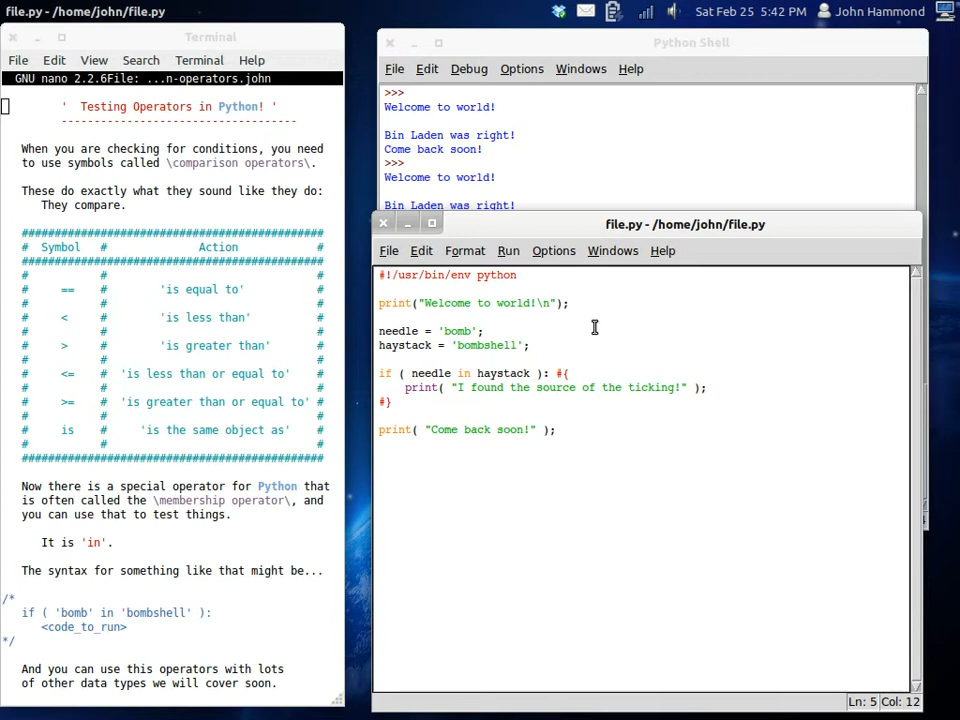 file.py - /home/john/file.py
Sat Feb 25 5:42 PM
John Hammond
Terminal
File Edit View Search Terminal Help
GNU nano 2.2.6File: ...n-operators.john
' Testing Operators in Python! '
-----------------------------------
When you are checking for conditions, you need
to use symbols called \comparison operators\.
These do exactly what they sound like they do:
They compare.
##############################################
# Symbol # Action #
##############################################
# # #
# == # 'is equal to' #
# # #
# < # 'is less than' #
# # #
# > # 'is greater than' #
# # #
# <= # 'is less than or equal to' #
# # #
# >= # 'is greater than or equal to' #
# # #
# is # 'is the same object as' #
# # #
##############################################
Now there is a special operator for Python that
is often called the \membership operator\, and
you can use that to test things.
It is 'in'.
The syntax for something like that might be...
/*
if ( 'bomb' in 'bombshell' ):
<code_to_run>
*/
And you can use this operators with lots
of other data types we will cover soon.
Python Shell
File Edit Debug Options Windows Help
>>>
Welcome to world!
Bin Laden was right!
Come back soon!
>>>
Welcome to world!
Bin Laden was right!
file.py - /home/john/file.py
File Edit Format Run Options Windows Help
#!/usr/bin/env python
print("Welcome to world!\n");
needle = 'bomb';
haystack = 'bombshell';
if ( needle in haystack ): #{
print( "I found the source of the ticking!" );
#}
print( "Come back soon!" );
Ln: 5 Col: 12